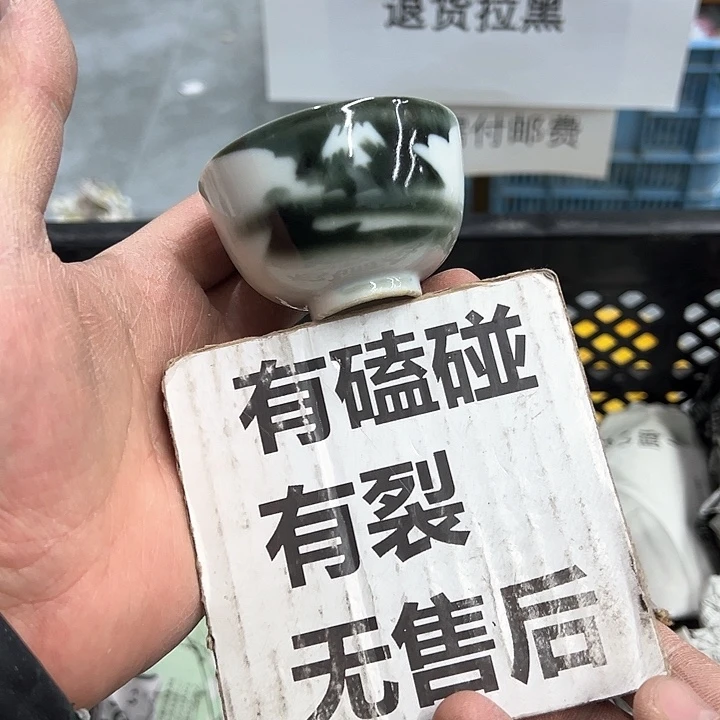 退货拉黑
付邮费
有磕碰
有裂
无售后